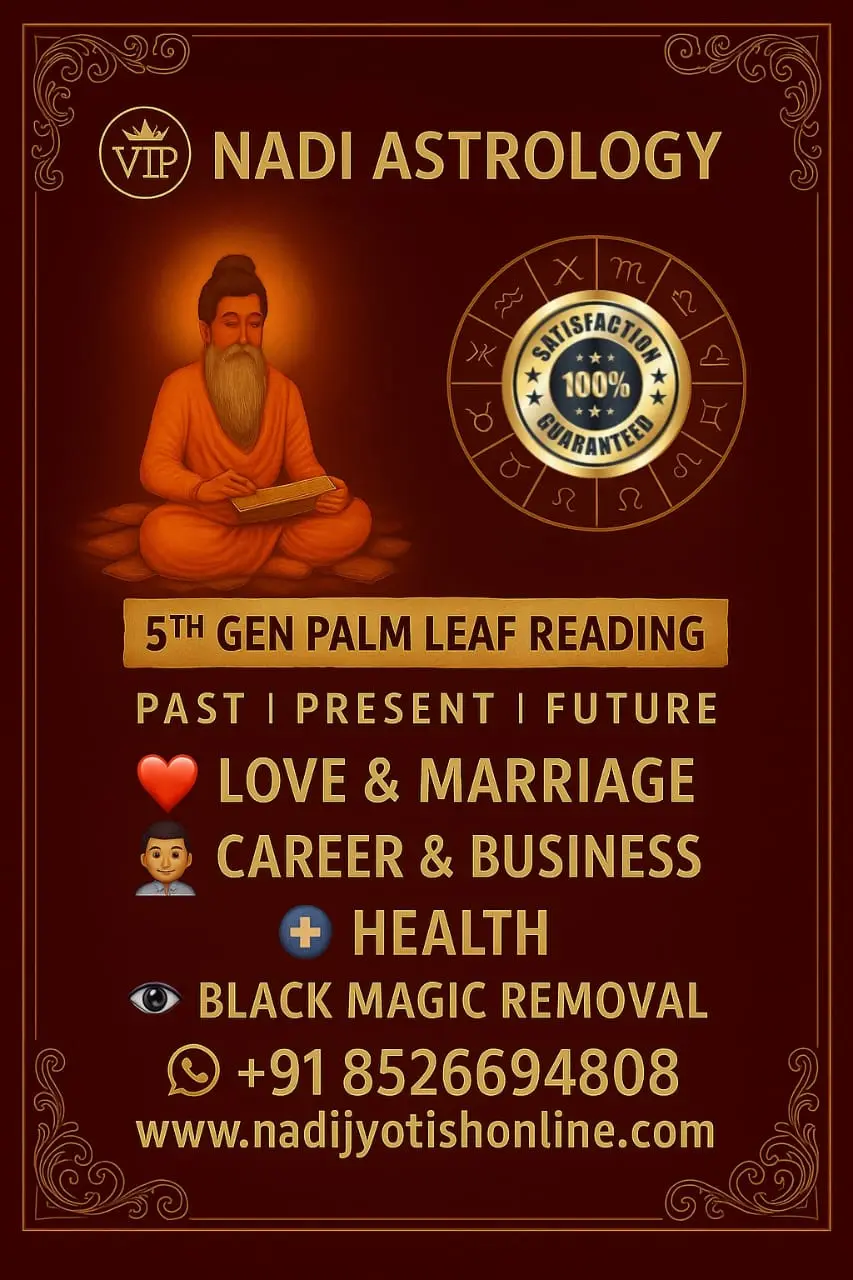 VIP NADI ASTROLOGY
SATISFACTION
100%
GUARANTEED
5TH GEN PALM LEAF READING
PAST | PRESENT | FUTURE
LOVE & MARRIAGE
CAREER & BUSINESS
HEALTH
BLACK MAGIC REMOVAL
+91 8526694808
www.nadijyotishonline.com